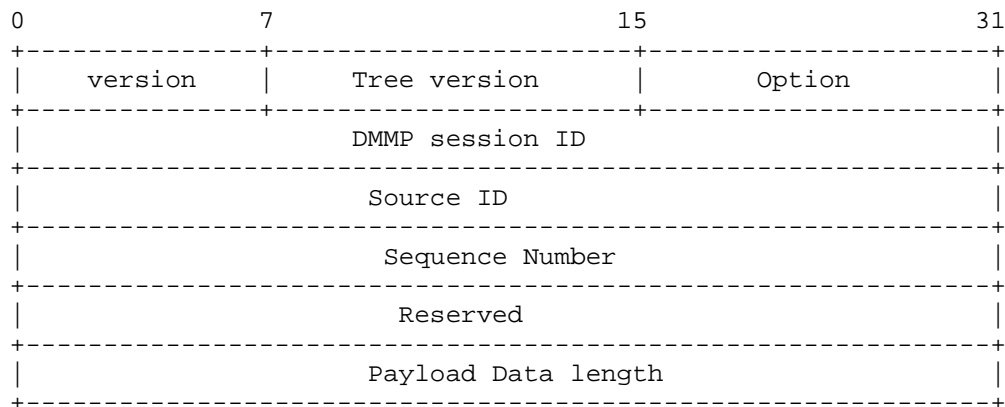 0 7 15 31
version | Tree version | Option
DMMP session ID
Source ID
Sequence Number
Reserved
Payload Data length